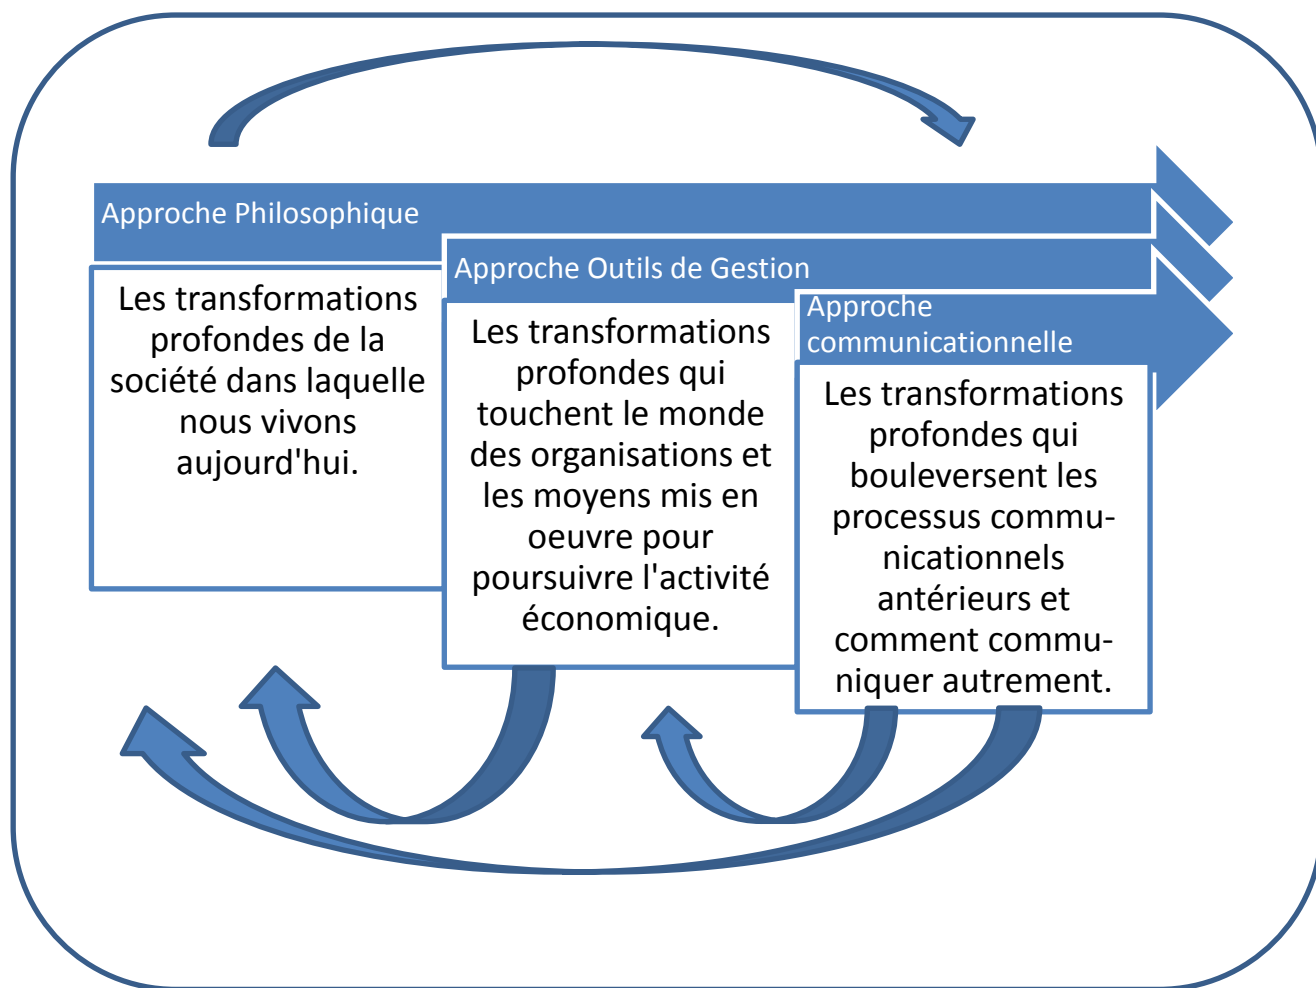 Approche Philosophique
Les transformations
profondes de la
société dans laquelle
nous vivons
aujourd'hui.
Approche Outils de Gestion
Les transformations
profondes qui
touchent le monde
des organisations et
les moyens mis en
oeuvre pour
poursuivre l'activité
économique.
Approche
communicationnelle
Les transformations
profondes qui
bouleversent les
processus commu-
nicationnels
antérieurs et
comment commu-
niquer autrement.